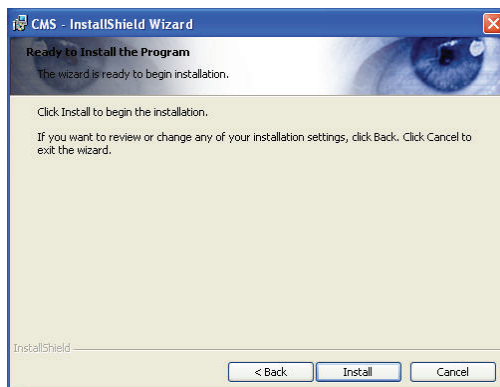 CMS - InstallShield Wizard
Ready to Install the Program
The wizard is ready to begin installation.
Click Install to begin the installation.
If you want to review or change any of your installation settings, click Back. Click Cancel to
exit the wizard.
InstallShield
< Back
Install
Cancel